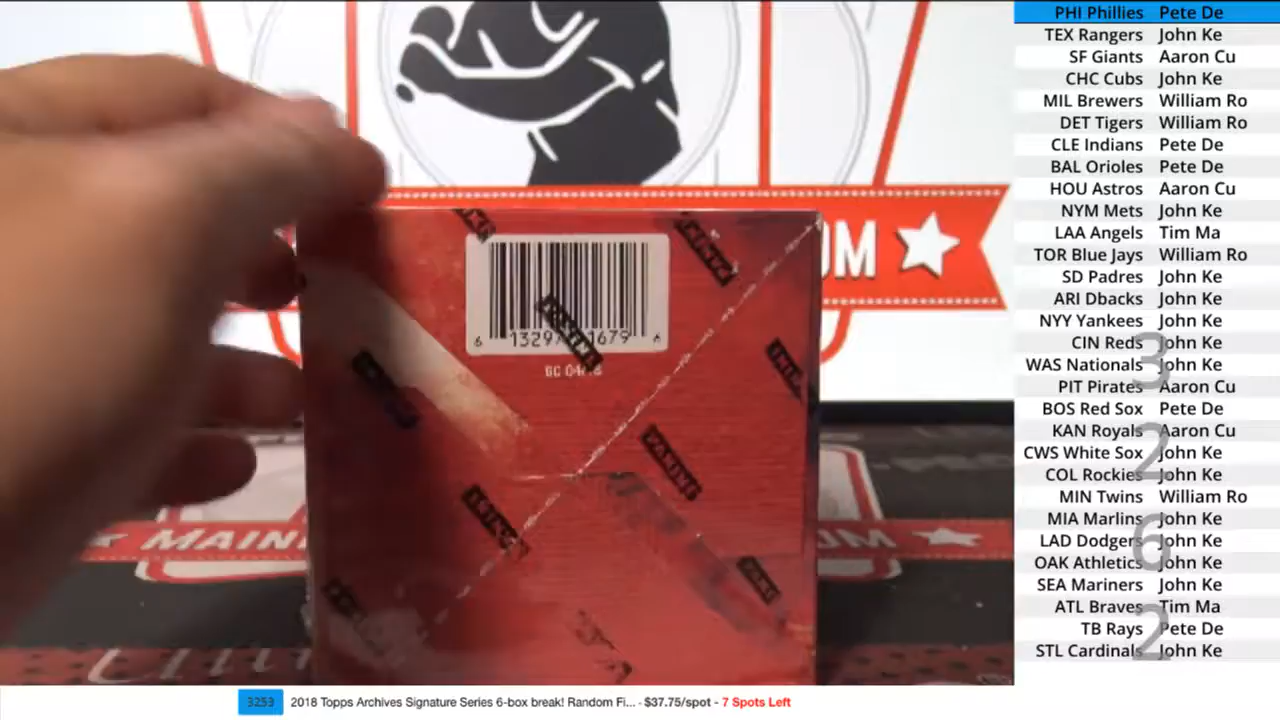 PHI Phillies Pete De
TEX Rangers John Ke
SF Giants Aaron Cu
CHC Cubs John Ke
MIL Brewers William Ro
DET Tigers William Ro
CLE Indians Pete De
BAL Orioles Pete De
HOU Astros Aaron Cu
NYM Mets John Ke
LAA Angels Tim Ma
TOR Blue Jays William Ro
SD Padres John Ke
ARI Dbacks John Ke
NYY Yankees John Ke
CIN Reds John Ke
WAS Nationals John Ke
PIT Pirates Aaron Cu
BOS Red Sox Pete De
KAN Royals Aaron Cu
CWS White Sox John Ke
COL Rockies John Ke
MIN Twins William Ro
MIA Marlins John Ke
LAD Dodgers John Ke
OAK Athletics John Ke
SEA Mariners John Ke
ATL Braves Tim Ma
TB Rays Pete De
STL Cardinals John Ke
3
2
6
2
OM
PANINI
3253 2018 Topps Archives Signature Series 6-box break! Random Fi... - $37.75/spot - 7 Spots Left